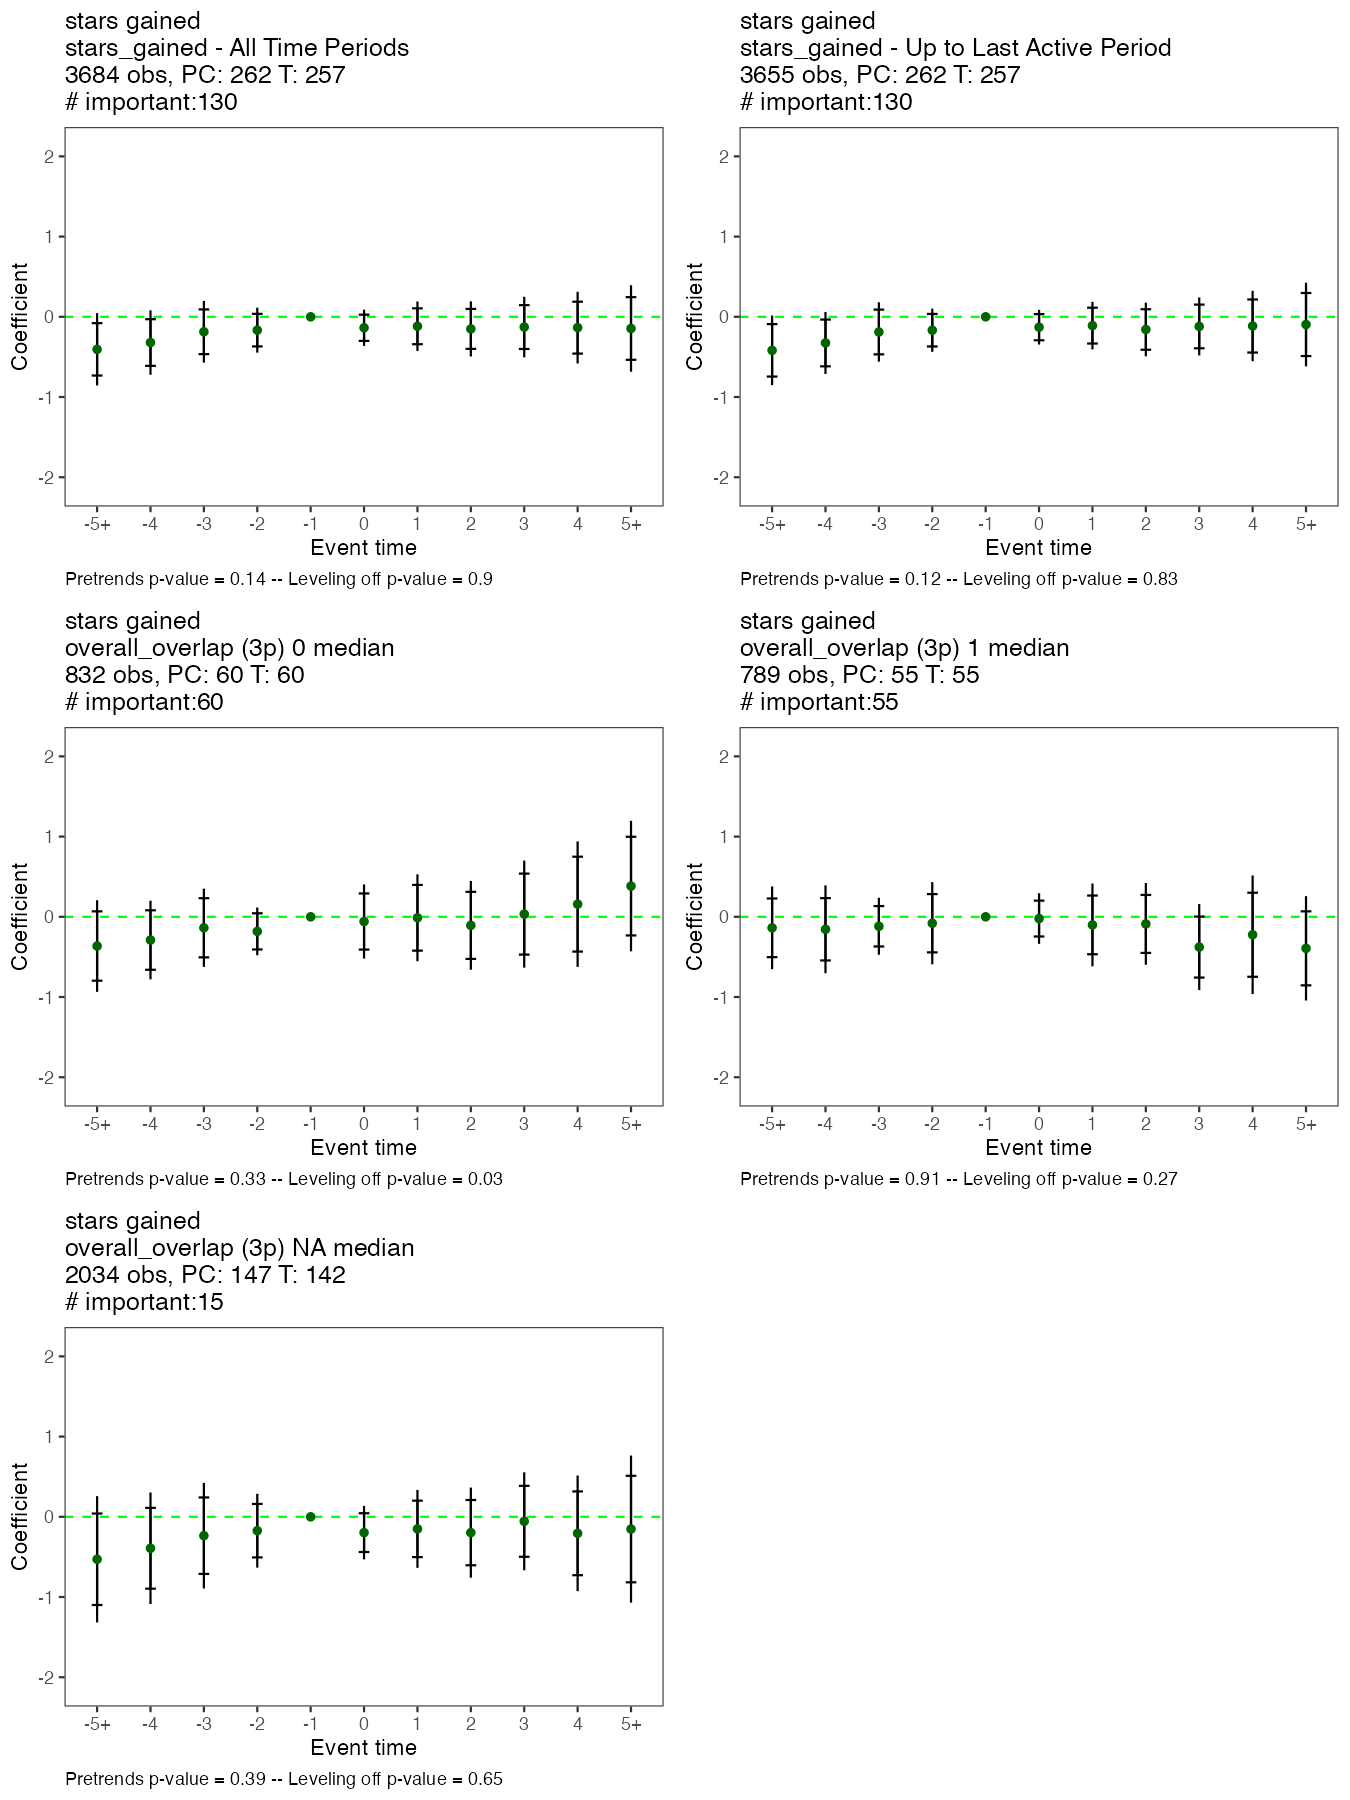 stars gained
stars_gained - All Time Periods
3684 obs, PC: 262 T: 257
# important:130
2
1
0
-1
-2
Coefficient
-5+ -4 -3 -2 -1 0 1 2 3 4 5+
Event time
Pretrends p-value = 0.14 -- Leveling off p-value = 0.9
stars gained
stars_gained - Up to Last Active Period
3655 obs, PC: 262 T: 257
# important:130
2
1
0
-1
-2
Coefficient
-5+ -4 -3 -2 -1 0 1 2 3 4 5+
Event time
Pretrends p-value = 0.12 -- Leveling off p-value = 0.83
stars gained
overall_overlap (3p) 0 median
832 obs, PC: 60 T: 60
# important:60
2
1
0
-1
-2
Coefficient
-5+ -4 -3 -2 -1 0 1 2 3 4 5+
Event time
Pretrends p-value = 0.33 -- Leveling off p-value = 0.03
stars gained
overall_overlap (3p) 1 median
789 obs, PC: 55 T: 55
# important:55
2
1
0
-1
-2
Coefficient
-5+ -4 -3 -2 -1 0 1 2 3 4 5+
Event time
Pretrends p-value = 0.91 -- Leveling off p-value = 0.27
stars gained
overall_overlap (3p) NA median
2034 obs, PC: 147 T: 142
# important:15
2
1
0
-1
-2
Coefficient
-5+ -4 -3 -2 -1 0 1 2 3 4 5+
Event time
Pretrends p-value = 0.39 -- Leveling off p-value = 0.65